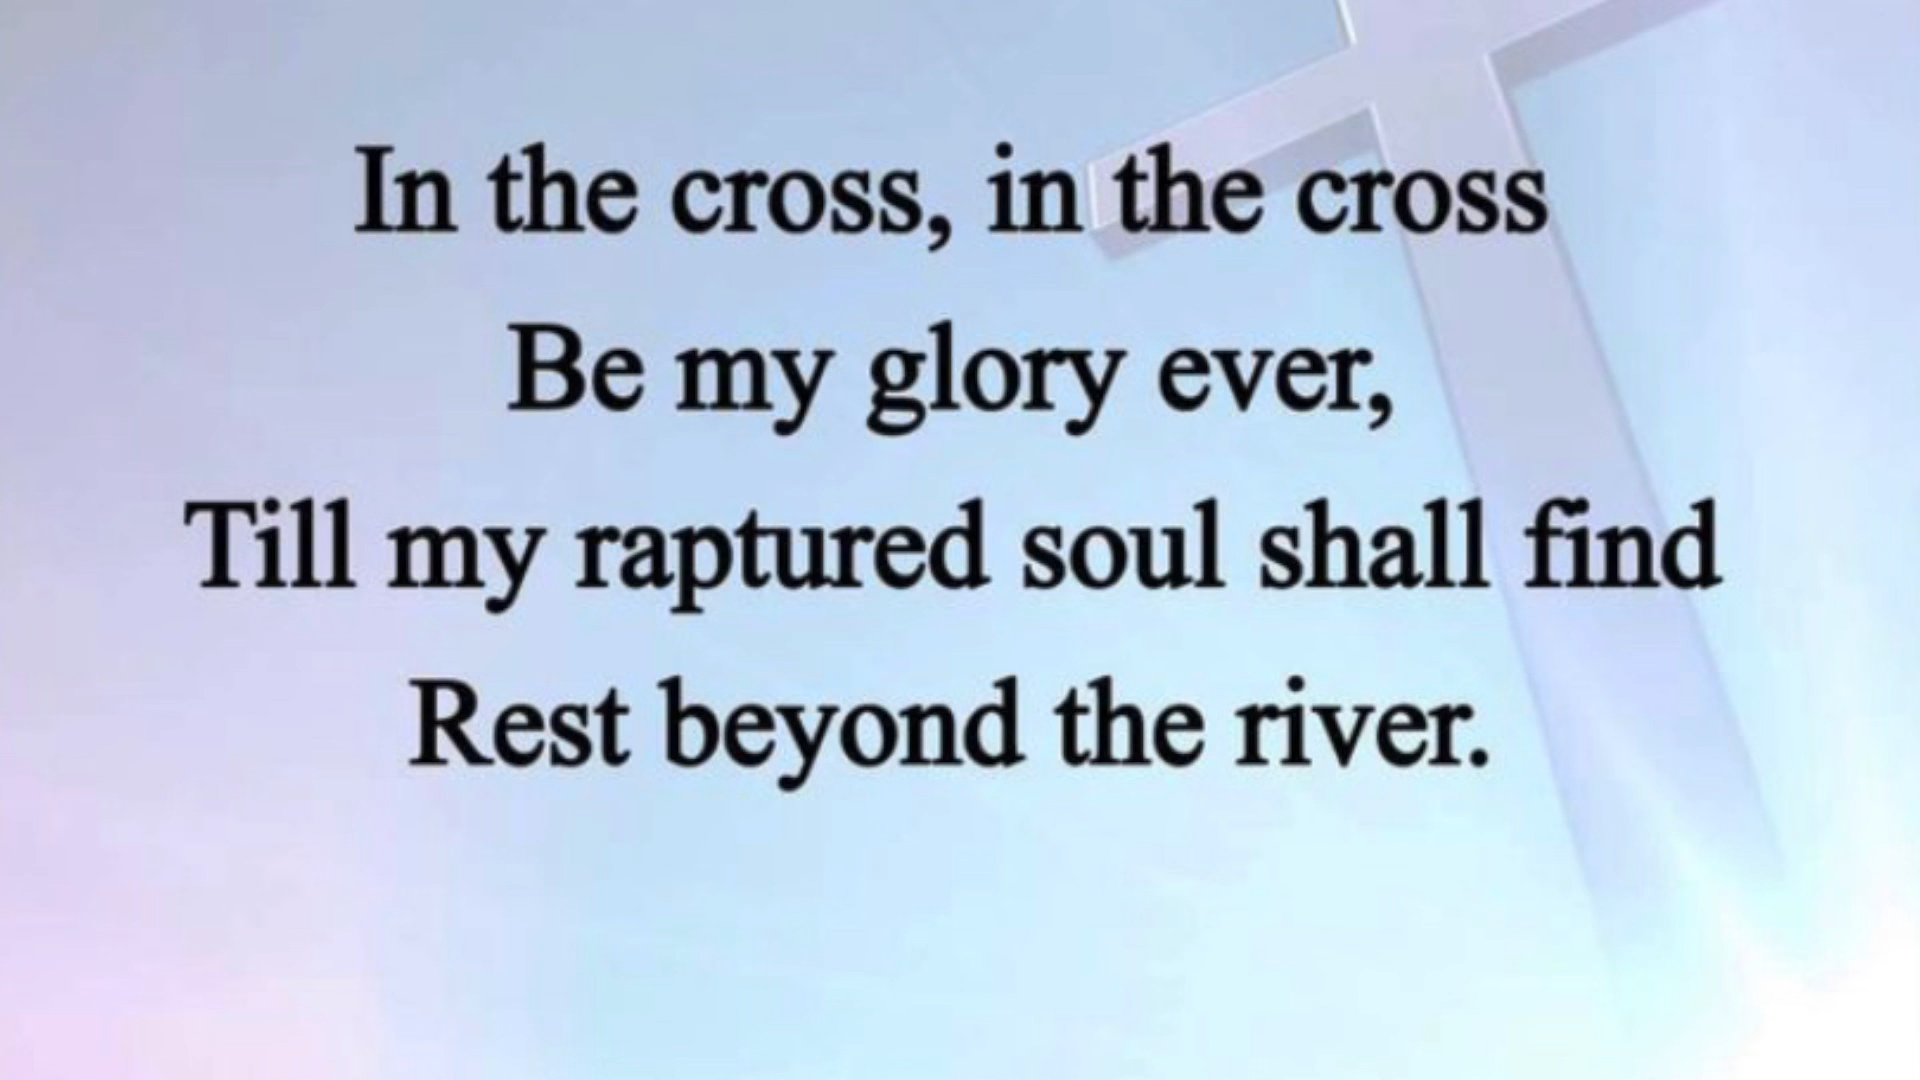 In the cross, in the cross
Be my glory ever,
Till my raptured soul shall find
Rest beyond the river.